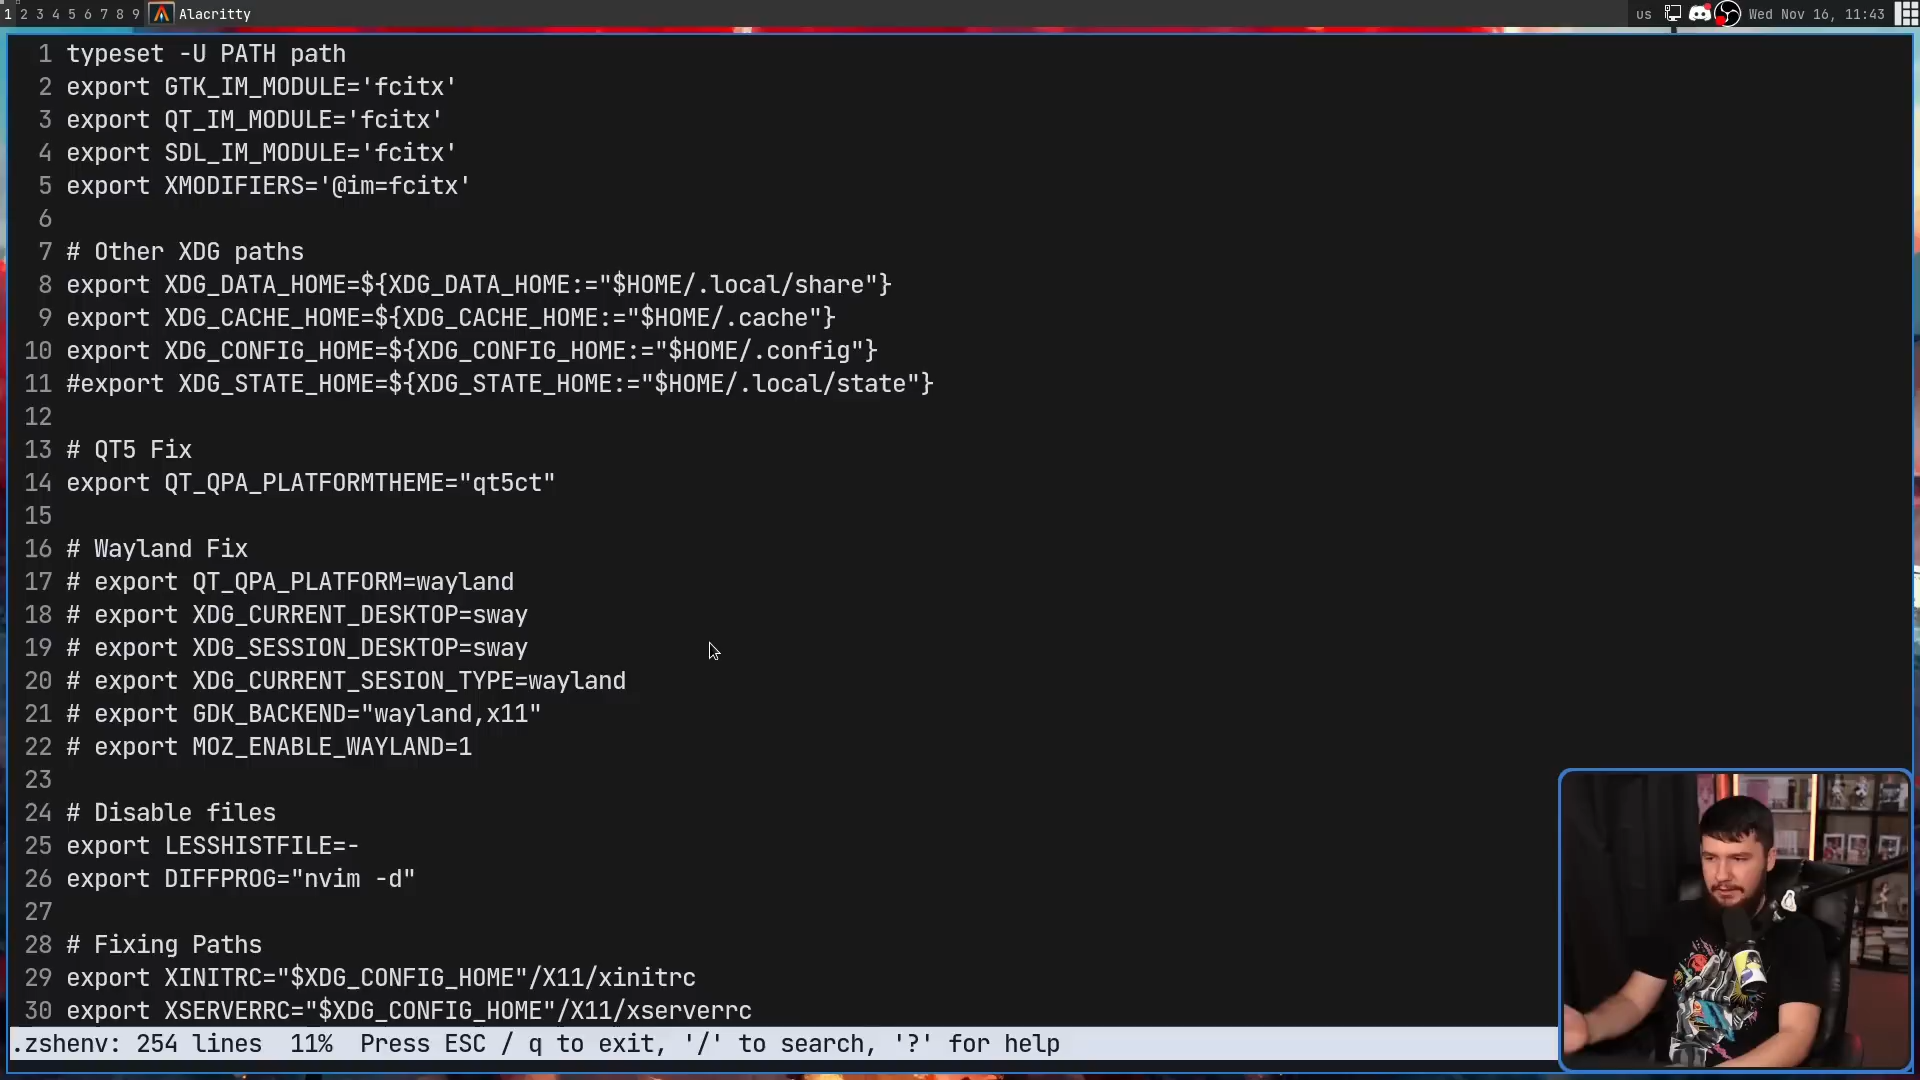 1 2 3 4 5 6 7 8 9 Alacritty us Wed Nov 16, 11:43
1 typeset -U PATH path
2 export GTK_IM_MODULE='fcitx'
3 export QT_IM_MODULE='fcitx'
4 export SDL_IM_MODULE='fcitx'
5 export XMODIFIERS='@im=fcitx'
6
7 # Other XDG paths
8 export XDG_DATA_HOME=${XDG_DATA_HOME:="$HOME/.local/share"}
9 export XDG_CACHE_HOME=${XDG_CACHE_HOME:="$HOME/.cache"}
10 export XDG_CONFIG_HOME=${XDG_CONFIG_HOME:="$HOME/.config"}
11 #export XDG_STATE_HOME=${XDG_STATE_HOME:="$HOME/.local/state"}
12
13 # QT5 Fix
14 export QT_QPA_PLATFORMTHEME="qt5ct"
15
16 # Wayland Fix
17 # export QT_QPA_PLATFORM=wayland
18 # export XDG_CURRENT_DESKTOP=sway
19 # export XDG_SESSION_DESKTOP=sway
20 # export XDG_CURRENT_SESION_TYPE=wayland
21 # export GDK_BACKEND="wayland,x11"
22 # export MOZ_ENABLE_WAYLAND=1
23
24 # Disable files
25 export LESSHISTFILE=-
26 export DIFFPROG="nvim -d"
27
28 # Fixing Paths
29 export XINITRC="$XDG_CONFIG_HOME"/X11/xinitrc
30 export XSERVERRC="$XDG_CONFIG_HOME"/X11/xserverrc
.zshenv: 254 lines 11% Press ESC / q to exit, '/' to search, '?' for help